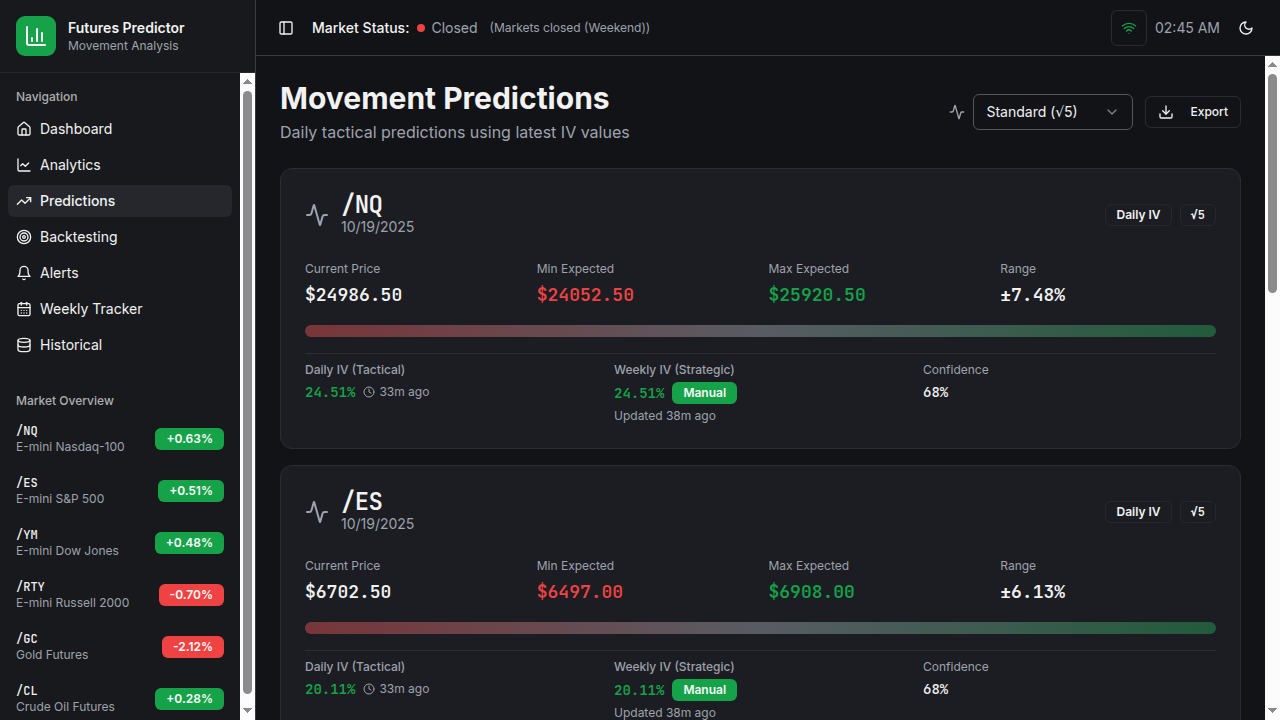 Futures Predictor
Movement Analysis
Market Status: Closed (Markets closed (Weekend))
02:45 AM
Navigation
Dashboard
Analytics
Predictions
Backtesting
Alerts
Weekly Tracker
Historical
Market Overview
/NQ
E-mini Nasdaq-100
+0.63%
/ES
E-mini S&P 500
+0.51%
/YM
E-mini Dow Jones
+0.48%
/RTY
E-mini Russell 2000
-0.70%
/GC
Gold Futures
-2.12%
/CL
Crude Oil Futures
+0.28%
Movement Predictions
Daily tactical predictions using latest IV values
Standard (√5)
Export
/NQ
10/19/2025
Daily IV √5
Current Price Min Expected Max Expected Range
$24986.50 $24052.50 $25920.50 ±7.48%
Daily IV (Tactical) Weekly IV (Strategic) Confidence
24.51% 33m ago 24.51% Manual 68%
Updated 38m ago
/ES
10/19/2025
Daily IV √5
Current Price Min Expected Max Expected Range
$6702.50 $6497.00 $6908.00 ±6.13%
Daily IV (Tactical) Weekly IV (Strategic) Confidence
20.11% 33m ago 20.11% Manual 68%
Updated 38m ago